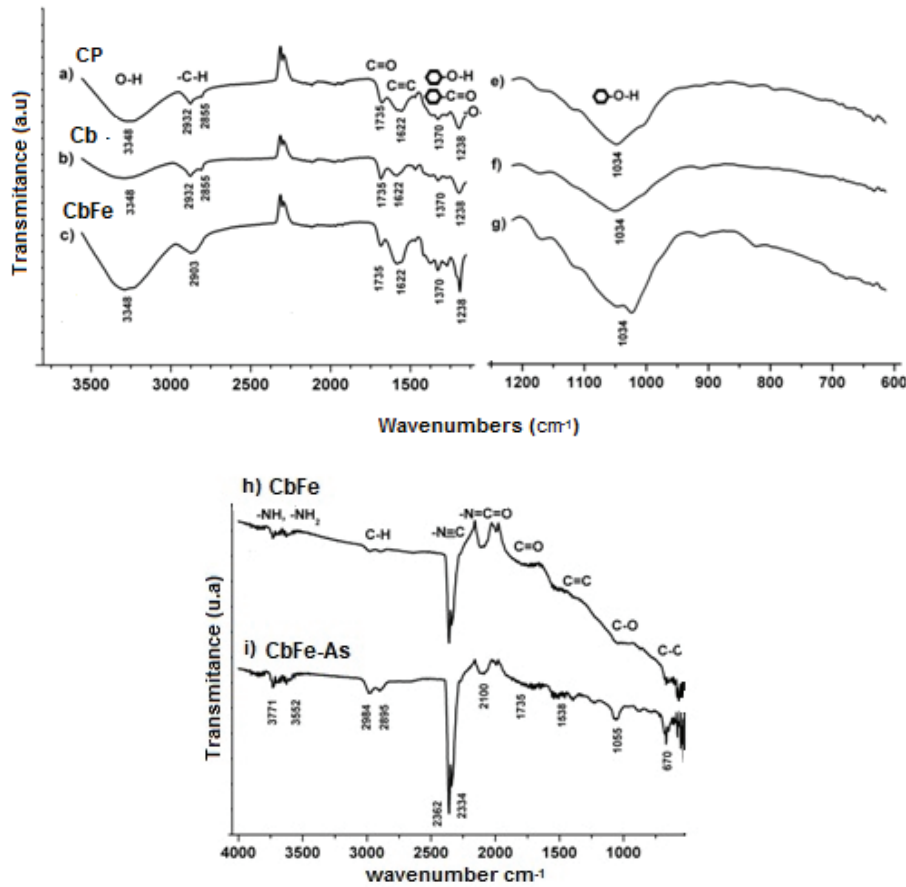 CP
a)
O-H
-C-H
C=O
C=C
-O-H
-C=O
-O-
3348
2932
2855
1735
1622
1370
1238
Cb
b)
3348
2932
2855
1735
1622
1370
1238
CbFe
c)
3348
2903
1735
1622
1370
1238
Transmitance (a.u)
3500 3000 2500 2000 1500
e)
-O-H
1034
f)
1034
g)
1034
1200 1100 1000 900 800 700 600
Wavenumbers (cm-1)
h) CbFe
-NH, -NH2
C-H
-N≡C
-N=C=O
C=O
C=C
C-O
C-C
i) CbFe-As
3771
3552
2984
2895
2362
2334
2100
1735
1538
1055
670
Transmitance (u.a)
4000 3500 3000 2500 2000 1500 1000
wavenumber cm-1